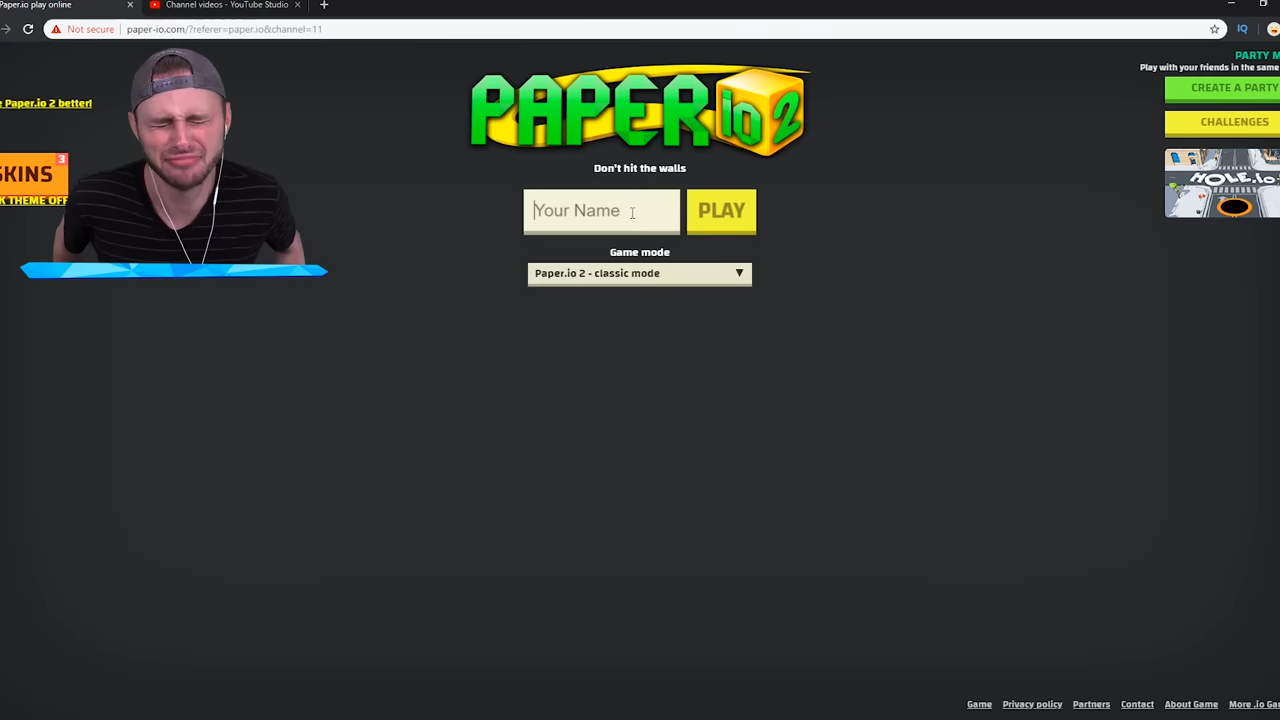 Paper.io play online
Channel videos - YouTube Studio
Not secure
paper-io.com/?referer=paper.io&channel=11
IQ
PARTY M
Play with your friends in the same
Paper.io 2 better!
CREATE A PARTY
CHALLENGES
PAPER io 2
Don't hit the walls
3
SKINS
K THEME OFF
HOLE.io
Your Name
PLAY
Game mode
Paper.io 2 - classic mode
Game
Privacy policy
Partners
Contact
About Game
More .io Ga